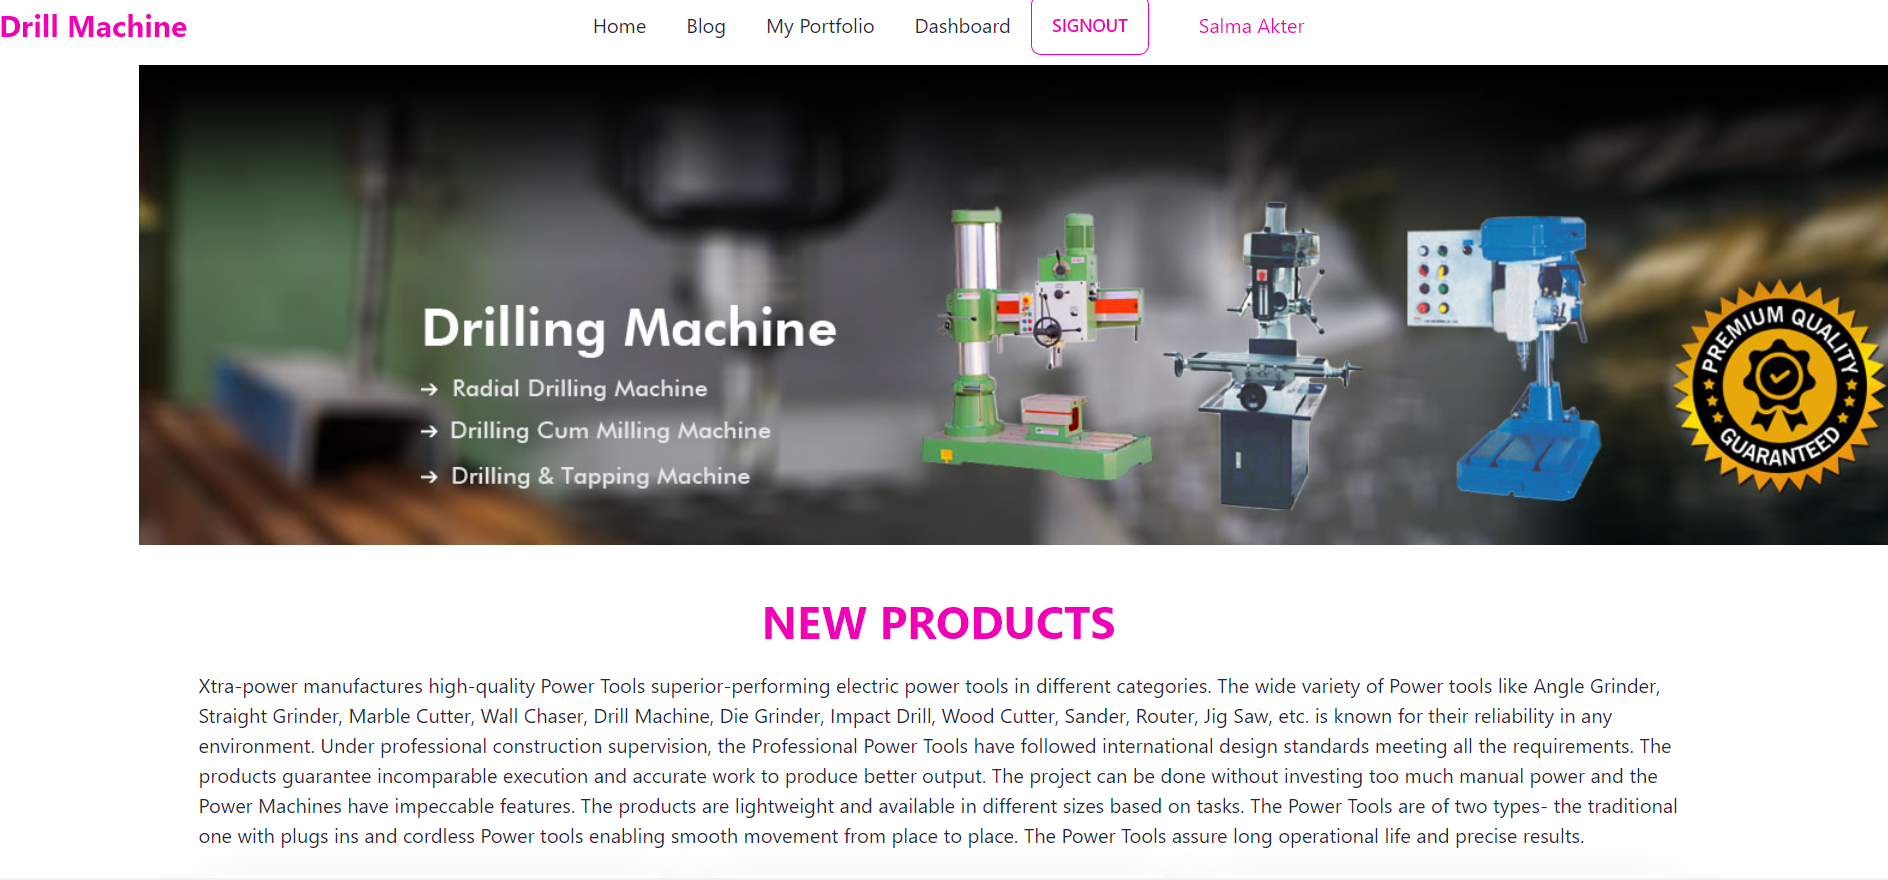 Drill Machine
Home Blog My Portfolio Dashboard SIGNOUT Salma Akter
Drilling Machine
→ Radial Drilling Machine
→ Drilling Cum Milling Machine
→ Drilling & Tapping Machine
PREMIUM QUALITY
GUARANTEED
NEW PRODUCTS
Xtra-power manufactures high-quality Power Tools superior-performing electric power tools in different categories. The wide variety of Power tools like Angle Grinder,
Straight Grinder, Marble Cutter, Wall Chaser, Drill Machine, Die Grinder, Impact Drill, Wood Cutter, Sander, Router, Jig Saw, etc. is known for their reliability in any
environment. Under professional construction supervision, the Professional Power Tools have followed international design standards meeting all the requirements. The
products guarantee incomparable execution and accurate work to produce better output. The project can be done without investing too much manual power and the
Power Machines have impeccable features. The products are lightweight and available in different sizes based on tasks. The Power Tools are of two types- the traditional
one with plugs ins and cordless Power tools enabling smooth movement from place to place. The Power Tools assure long operational life and precise results.